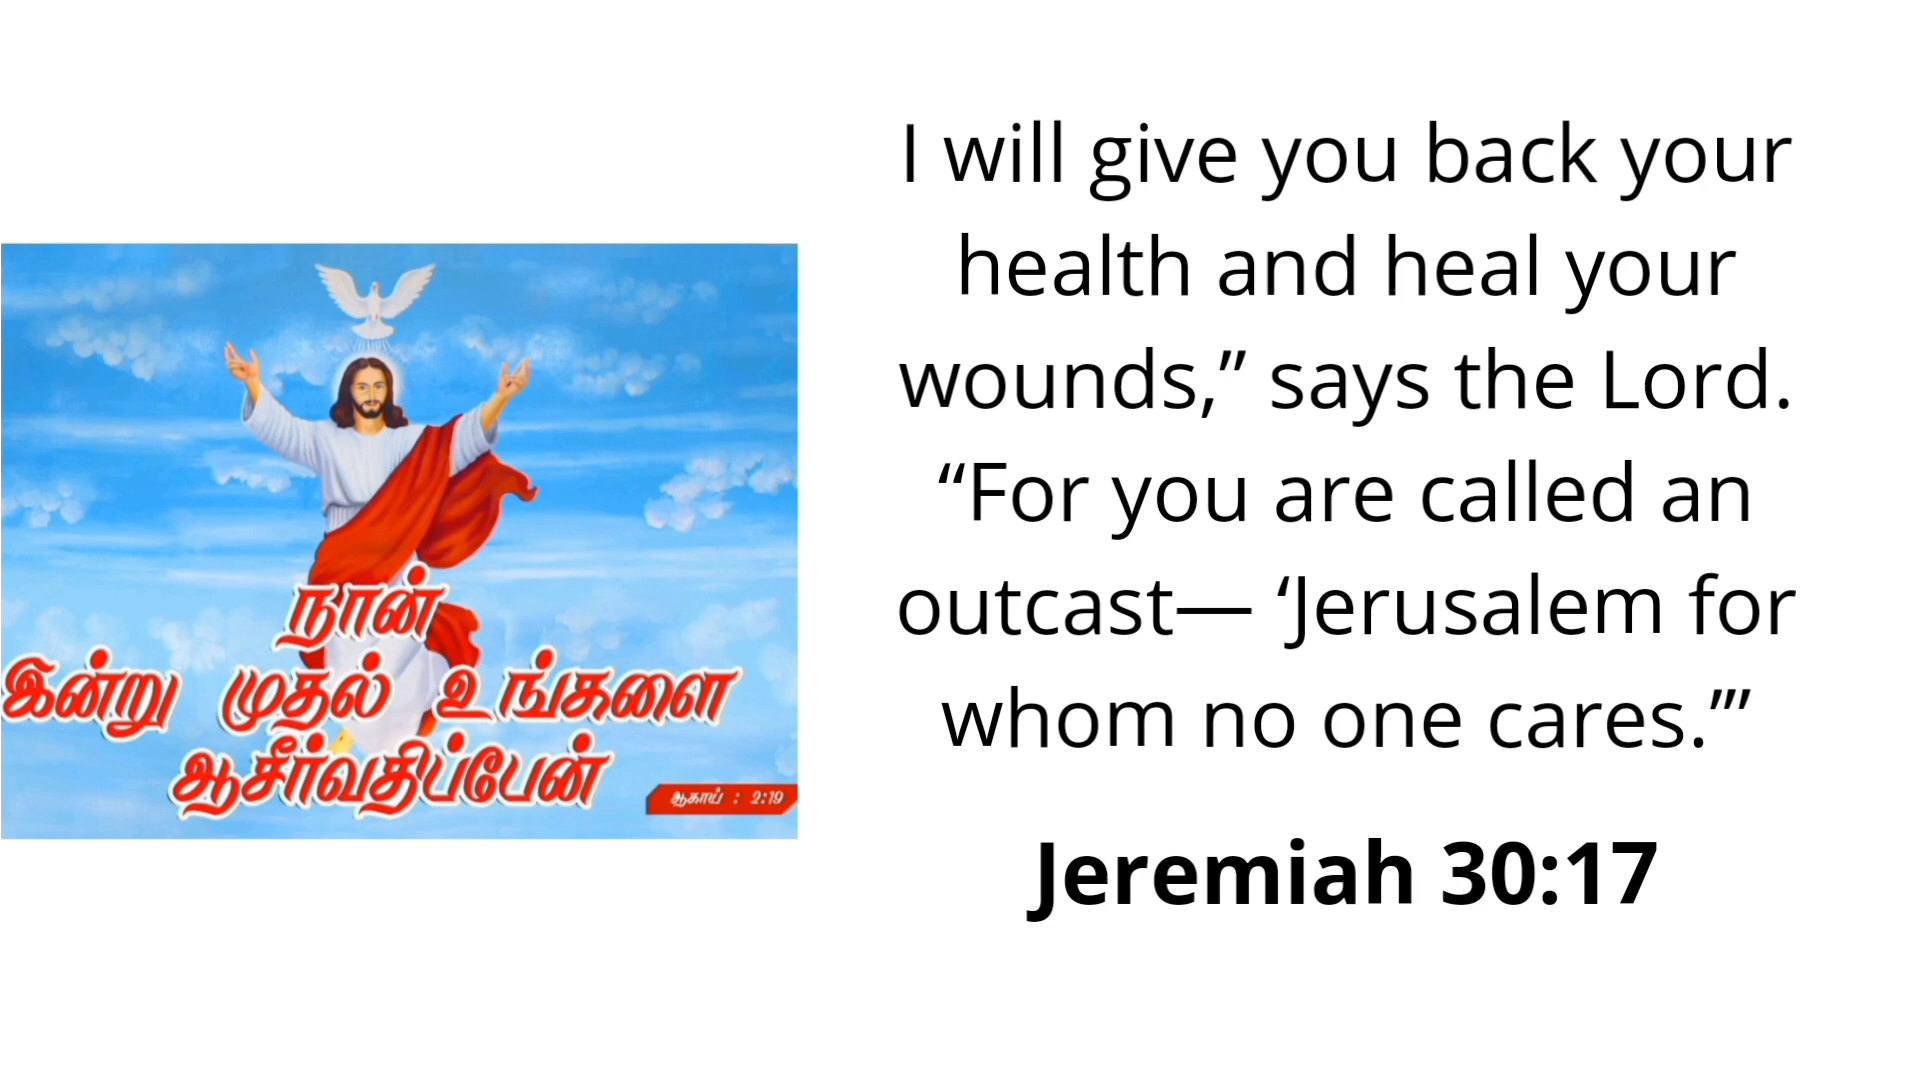 நான்
இன்று முதல் உங்களை
ஆசீர்வதிப்பேன்
ஆகாய் : 2:19
I will give you back your
health and heal your
wounds,” says the Lord.
“For you are called an
outcast— ‘Jerusalem for
whom no one cares.’”
Jeremiah 30:17